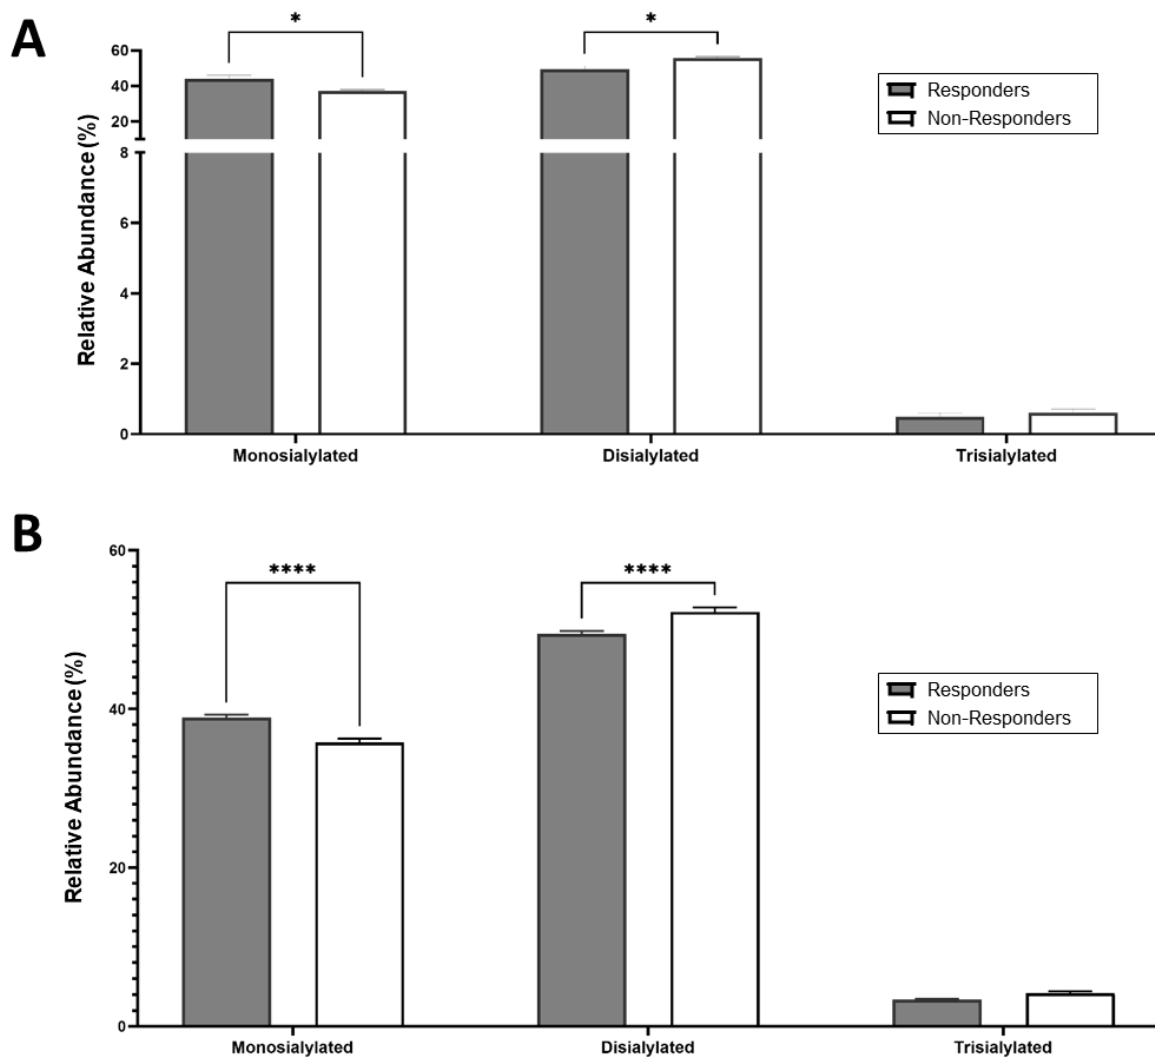 A
*
*
60
40
20
8
6
4
2
0
Relative Abundance (%)
Responders
Non-Responders
Monosialylated
Disialylated
Trisialylated
B
****
****
60
40
20
0
Relative Abundance (%)
Responders
Non-Responders
Monosialylated
Disialylated
Trisialylated